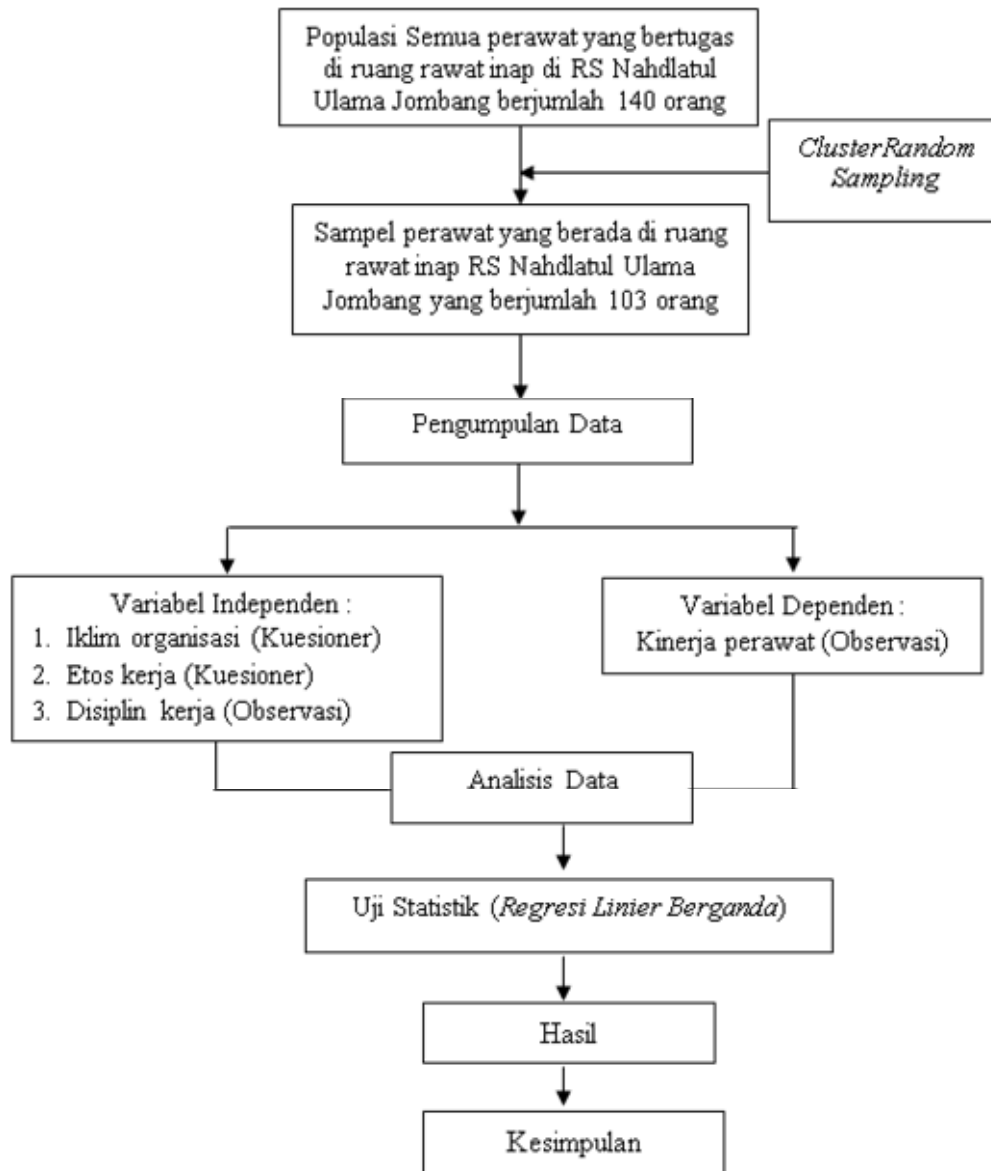 Populasi Semua perawat yang bertugas
di ruang rawat inap di RS Nahdlatul
Ulama Jombang berjumlah 140 orang
ClusterRandom
Sampling
Sampel perawat yang berada di ruang
rawat inap RS Nahdlatul Ulama
Jombang yang berjumlah 103 orang
Pengumpulan Data
Variabel Independen :
1. Iklim organisasi (Kuesioner)
2. Etos kerja (Kuesioner)
3. Disiplin kerja (Observasi)
Variabel Dependen :
Kinerja perawat (Observasi)
Analisis Data
Uji Statistik (Regresi Linier Berganda)
Hasil
Kesimpulan